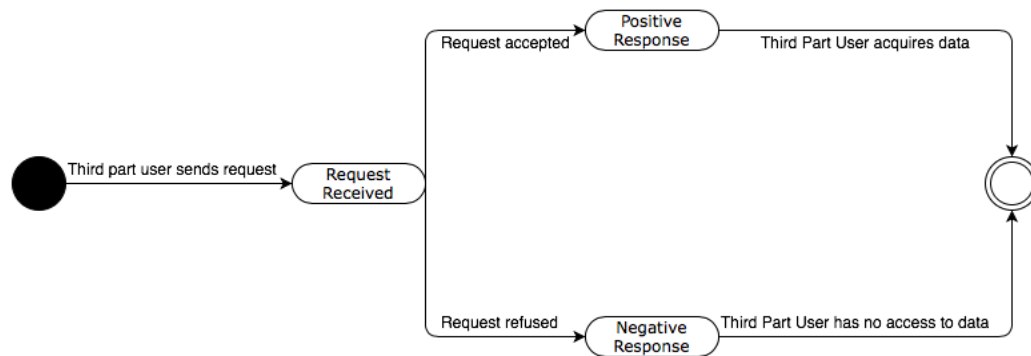 Positive
Response
Request accepted
Third Part User acquires data
Third part user sends request
Request
Received
Request refused
Negative
Response
Third Part User has no access to data